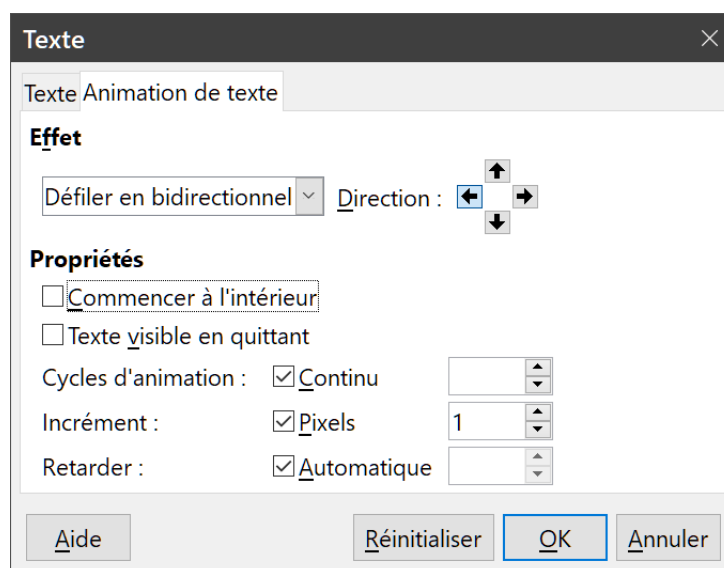 Texte
Texte Animation de texte
Effet
Défiler en bidirectionnel Direction :
Propriétés
Commencer à l'intérieur
Texte visible en quittant
Cycles d'animation : Continu
Incrément : Pixels 1
Retarder : Automatique
Aide Réinitialiser OK Annuler